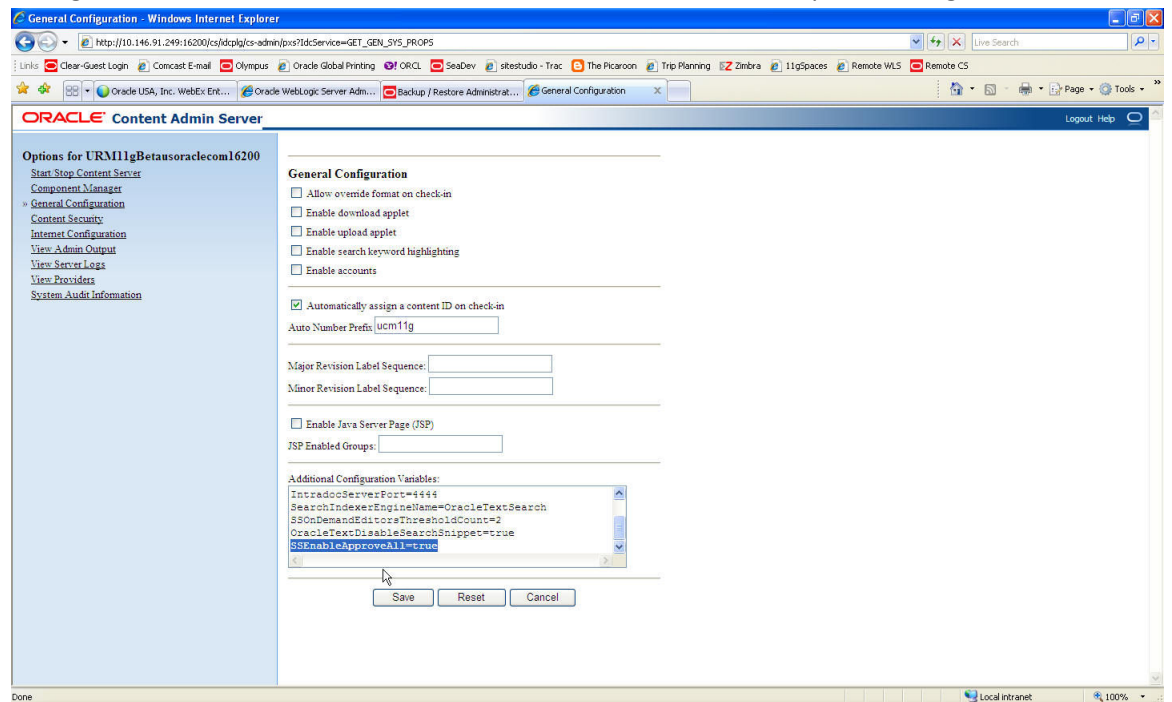 General Configuration - Windows Internet Explorer
http://10.146.91.249:16200/cs/idcplg/cs-admin/pxs?IdcService=GET_GEN_SYS_PROPS
Live Search
Links Clear-Guest Login Comcast E-mail Olympus Oracle Global Printing ORCL SeaDev sitestudio - Trac The Picaroon Trip Planning Zimbra 11gSpaces Remote WLS Remote CS
Oracle USA, Inc. WebEx Ent... Oracle WebLogic Server Adm... Backup / Restore Administrat... General Configuration X Page Tools
ORACLE Content Admin Server
Logout Help
Options for URM11gBetausoraclecom16200
Start/Stop Content Server
Component Manager
» General Configuration
Content Security
Internet Configuration
View Admin Output
View Server Logs
View Providers
System Audit Information
General Configuration
Allow override format on check-in
Enable download applet
Enable upload applet
Enable search keyword highlighting
Enable accounts
Automatically assign a content ID on check-in
Auto Number Prefix ucm11g
Major Revision Label Sequence:
Minor Revision Label Sequence:
Enable Java Server Page (JSP)
JSP Enabled Groups:
Additional Configuration Variables:
IntradocServerPort=4444
SearchIndexerEngineName=OracleTextSearch
SSOnDemandEditorsThresholdCount=2
OracleTextDisableSearchSnippet=true
SSEnableApproveAll=true
Save Reset Cancel
Done
Local intranet
100%